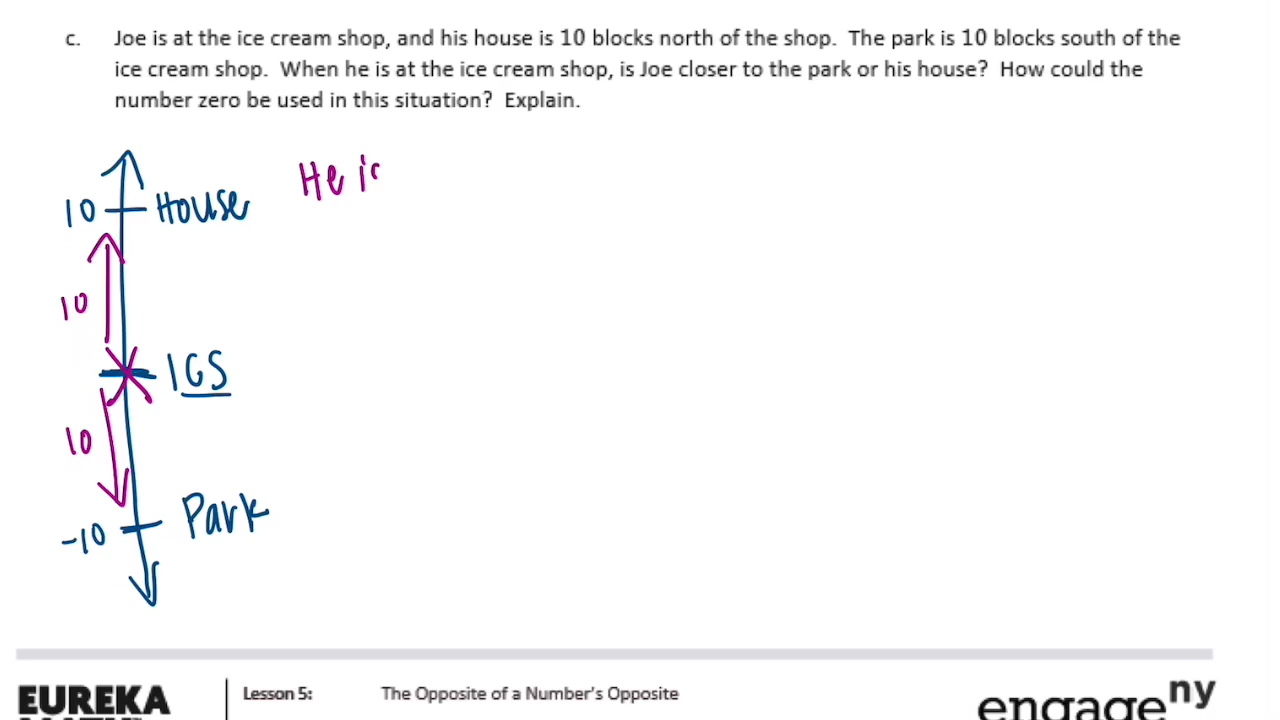 c. Joe is at the ice cream shop, and his house is 10 blocks north of the shop. The park is 10 blocks south of the
ice cream shop. When he is at the ice cream shop, is Joe closer to the park or his house? How could the
number zero be used in this situation? Explain.
He is
10 House
10
ICS
10
-10 Park
EUREKA
Lesson 5: The Opposite of a Number's Opposite
engage ny